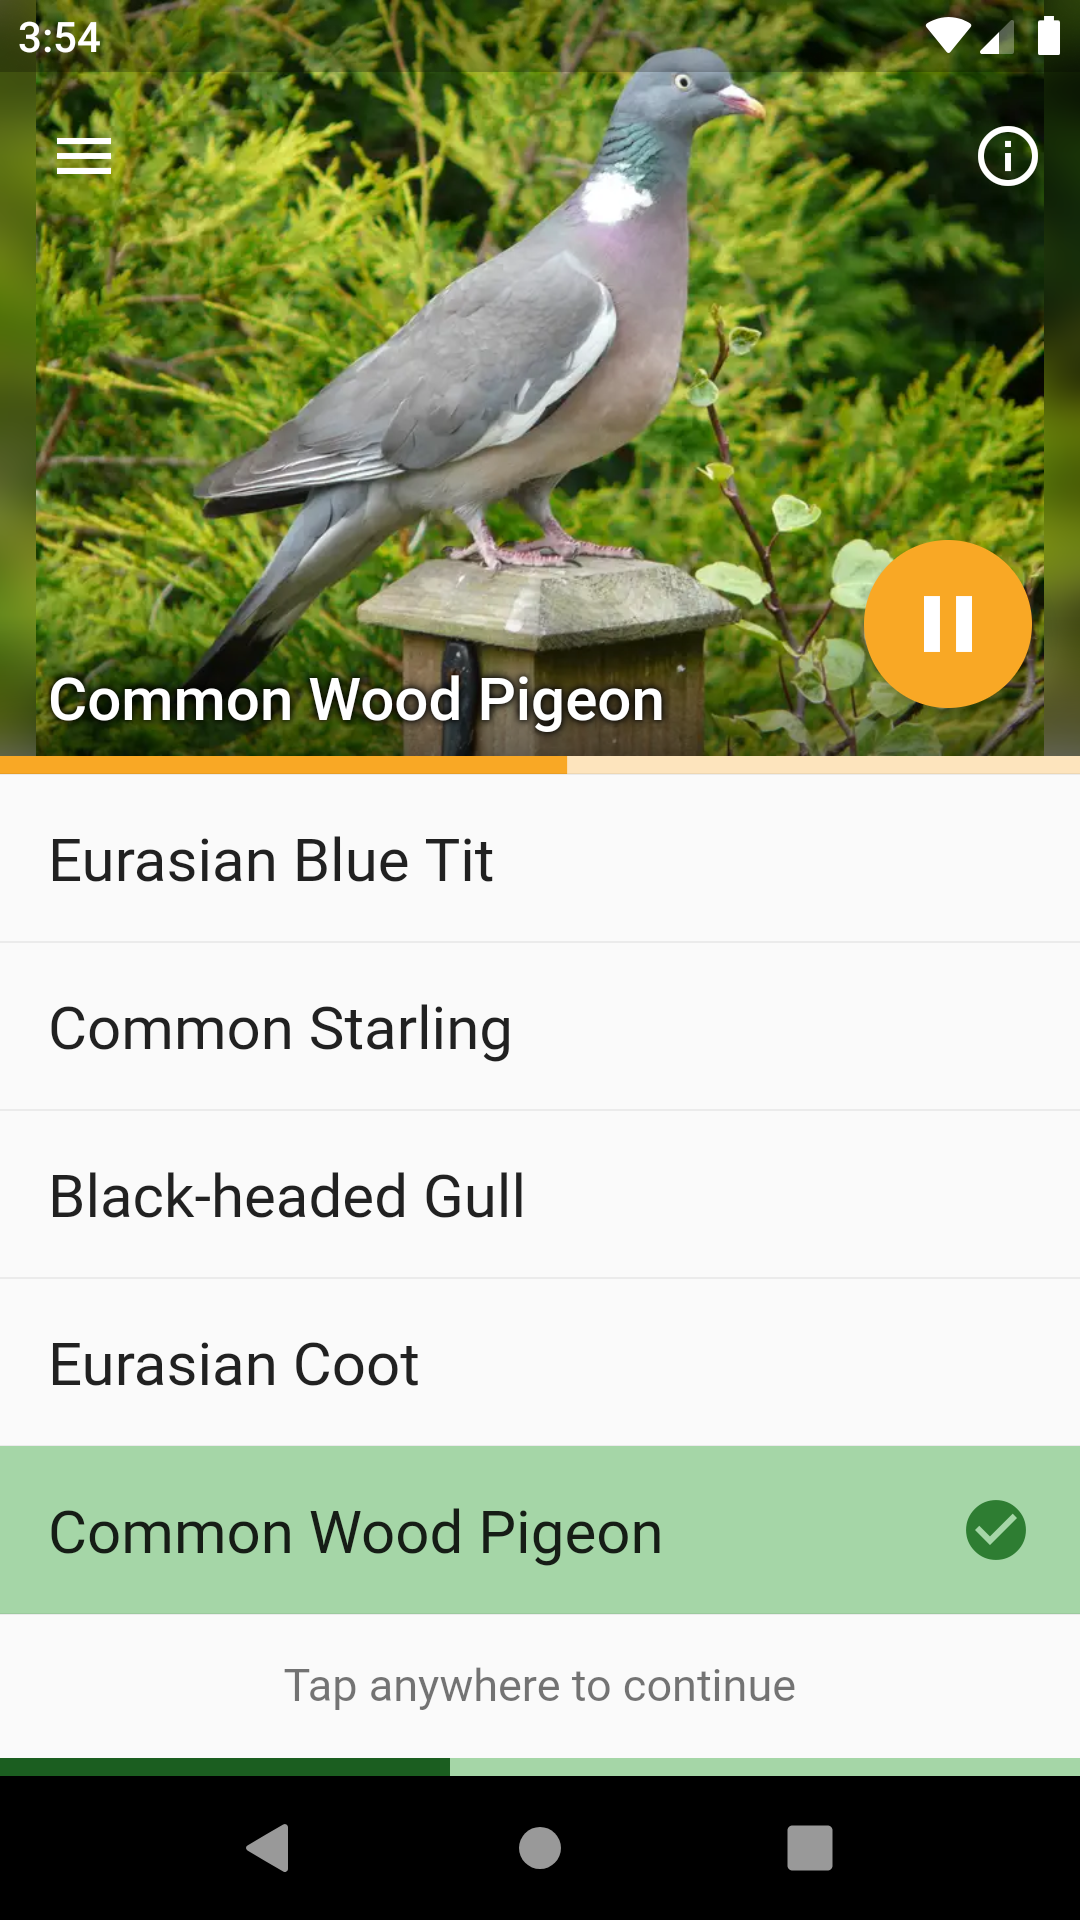 3:54
Common Wood Pigeon
Eurasian Blue Tit
Common Starling
Black-headed Gull
Eurasian Coot
Common Wood Pigeon
Tap anywhere to continue